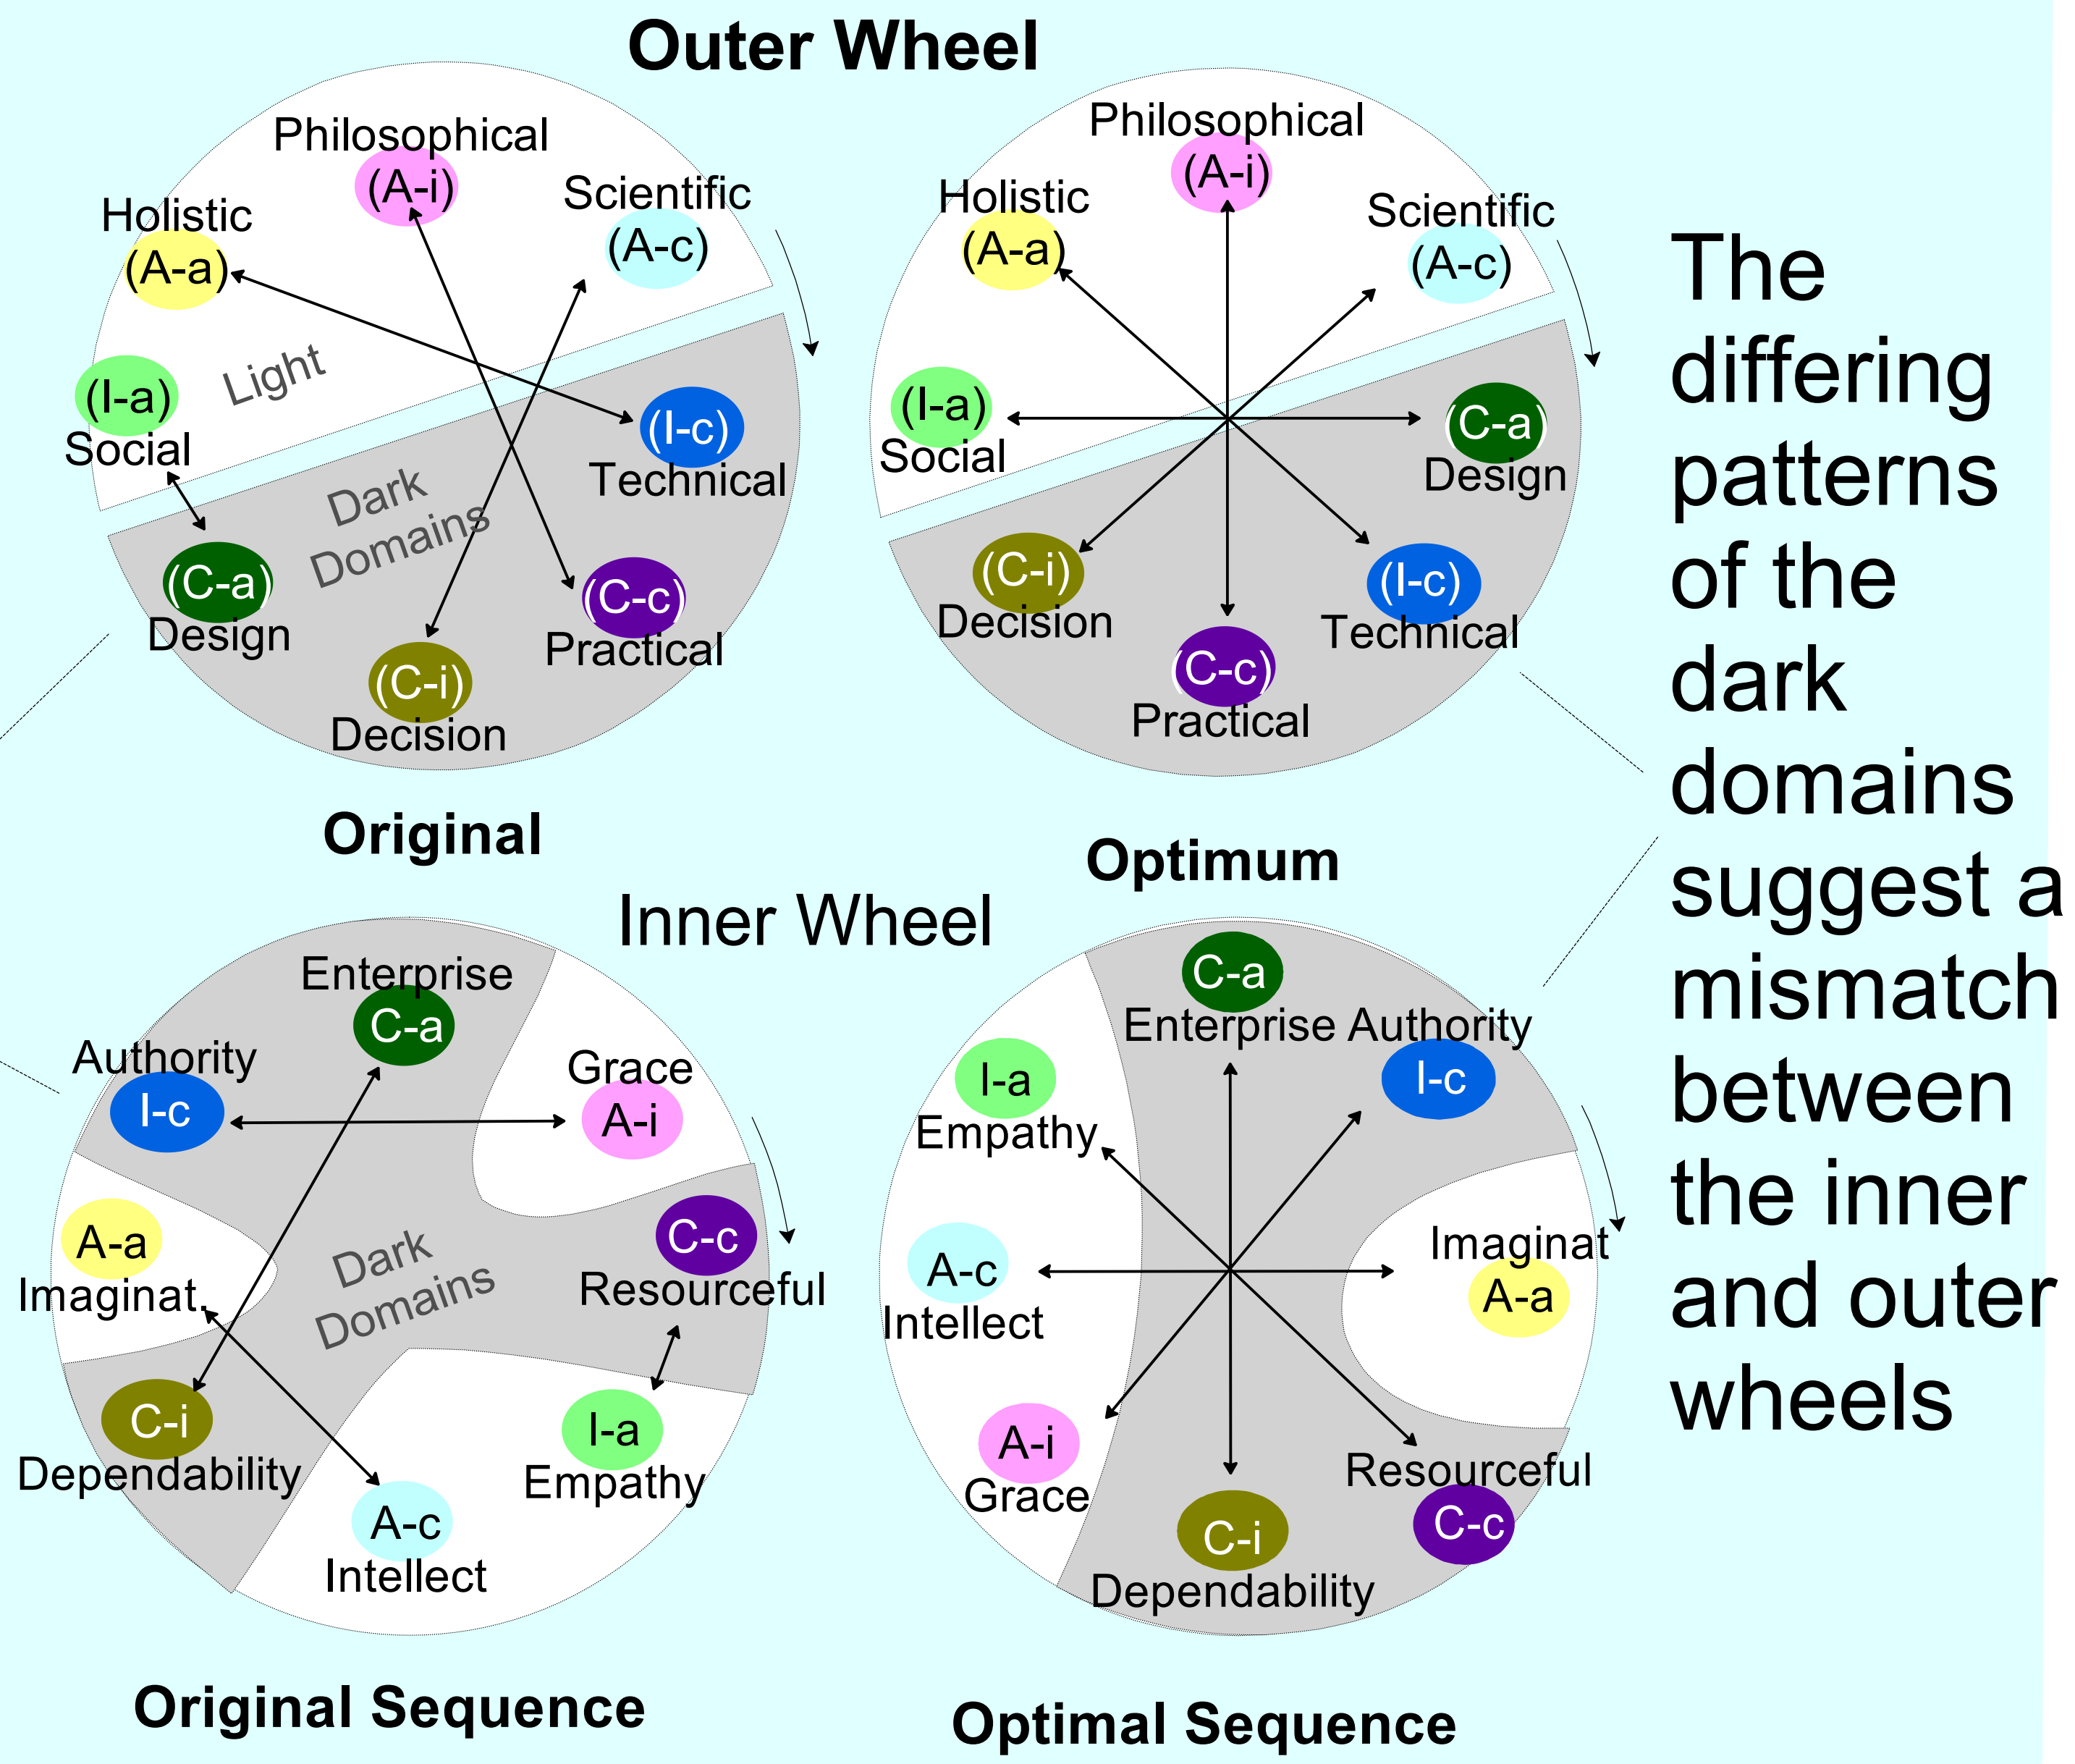 Outer Wheel
Philosophical
(A-i)
Scientific
(A-c)
Holistic
(A-a)
Light
(I-a)
Social
(I-c)
Technical
Dark
Domains
(C-a)
Design
(C-c)
Practical
(C-i)
Decision
Original
Philosophical
(A-i)
Holistic
(A-a)
Scientific
(A-c)
(I-a)
Social
(C-a)
Design
(C-i)
Decision
(I-c)
Technical
(C-c)
Practical
Optimum
The
differing
patterns
of the
dark
domains
suggest a
mismatch
between
the inner
and outer
wheels
Inner Wheel
Enterprise
C-a
Authority
I-c
Grace
A-i
A-a
Imaginat.
C-c
Resourceful
Dark
Domains
C-i
Dependability
I-a
Empathy
A-c
Intellect
Original Sequence
C-a
Enterprise
Authority
I-c
I-a
Empathy
Imaginat
A-a
A-c
Intellect
A-i
Grace
Resourceful
C-c
C-i
Dependability
Optimal Sequence